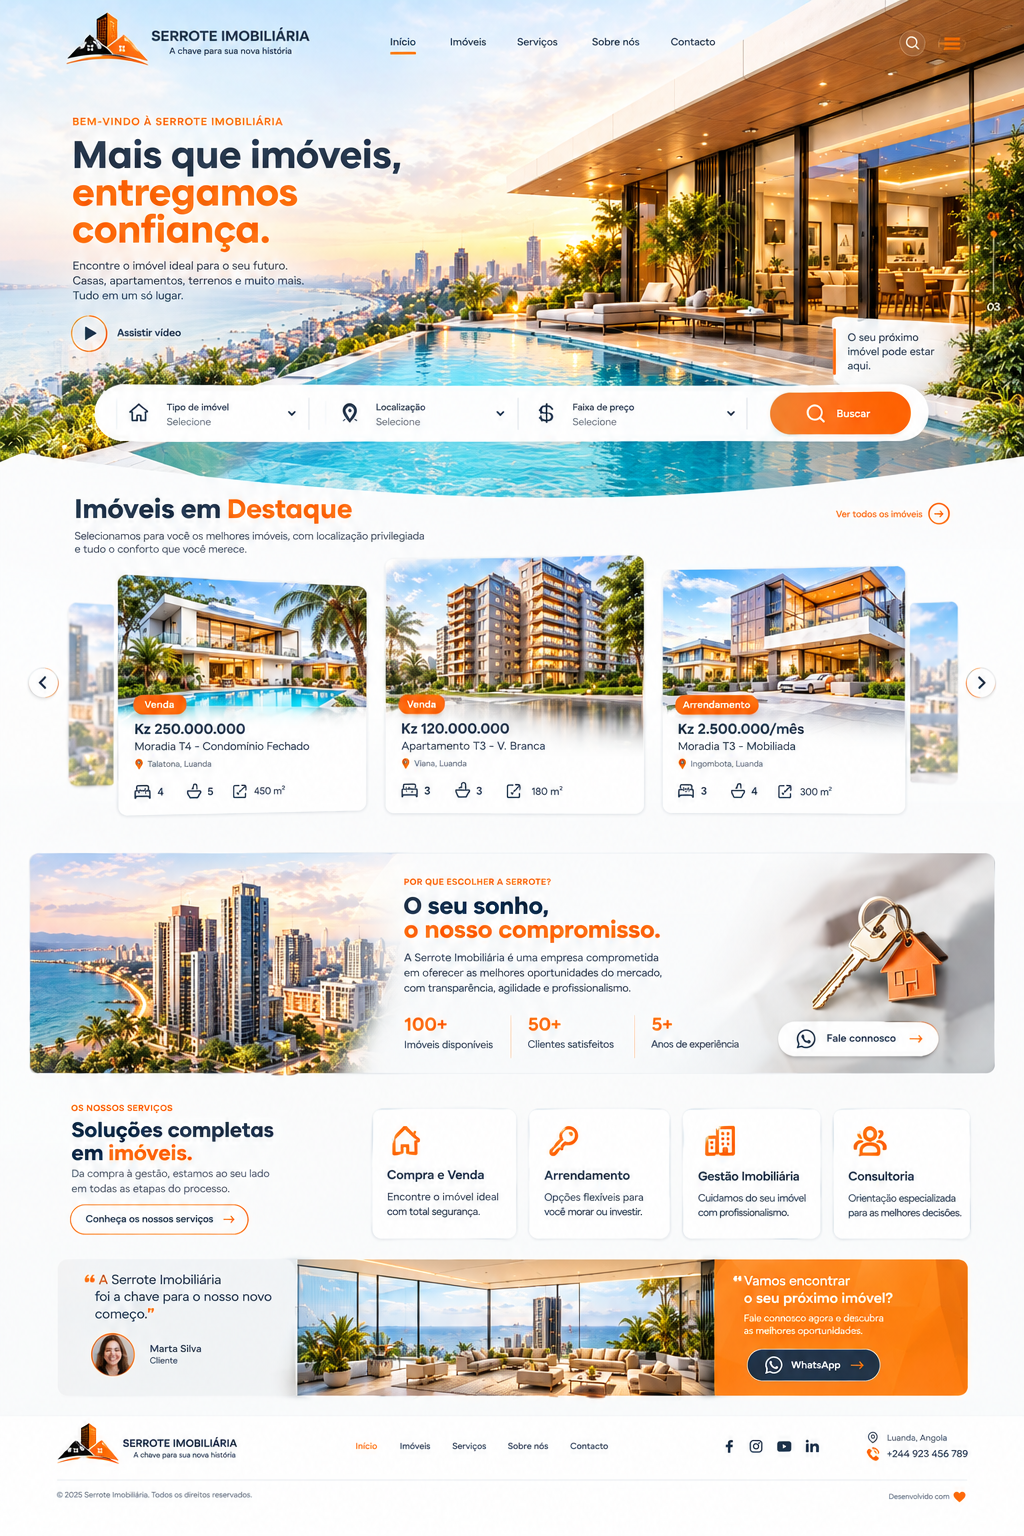 SERROTE IMOBILIÁRIA
A chave para sua nova história
Início
Imóveis
Serviços
Sobre nós
Contacto
BEM-VINDO À SERROTE IMOBILIÁRIA
Mais que imóveis,
entregamos
confiança.
Encontre o imóvel ideal para o seu futuro.
Casas, apartamentos, terrenos e muito mais.
Tudo em um só lugar.
Assistir vídeo
01
03
O seu próximo
imóvel pode estar
aqui.
Tipo de imóvel
Selecione
Localização
Selecione
Faixa de preço
Selecione
Buscar
Imóveis em Destaque
Selecionamos para você os melhores imóveis, com localização privilegiada
e tudo o conforto que você merece.
Ver todos os imóveis
Venda
Kz 250.000.000
Moradia T4 - Condomínio Fechado
Talatona, Luanda
4
5
450 m²
Venda
Kz 120.000.000
Apartamento T3 - V. Branca
Viana, Luanda
3
3
180 m²
Arrendamento
Kz 2.500.000/mês
Moradia T3 - Mobiliada
Ingombota, Luanda
3
4
300 m²
POR QUE ESCOLHER A SERROTE?
O seu sonho,
o nosso compromisso.
A Serrote Imobiliária é uma empresa comprometida
em oferecer as melhores oportunidades do mercado,
com transparência, agilidade e profissionalismo.
100+
Imóveis disponíveis
50+
Clientes satisfeitos
5+
Anos de experiência
Fale connosco
OS NOSSOS SERVIÇOS
Soluções completas
em imóveis.
Da compra à gestão, estamos ao seu lado
em todas as etapas do processo.
Conheça os nossos serviços
Compra e Venda
Encontre o imóvel ideal
com total segurança.
Arrendamento
Opções flexíveis para
você morar ou investir.
Gestão Imobiliária
Cuidamos do seu imóvel
com profissionalismo.
Consultoria
Orientação especializada
para as melhores decisões.
“ A Serrote Imobiliária
foi a chave para o nosso novo
começo.”
Marta Silva
Cliente
“Vamos encontrar
o seu próximo imóvel?
Fale connosco agora e descubra
as melhores oportunidades.
WhatsApp
SERROTE IMOBILIÁRIA
A chave para sua nova história
Início
Imóveis
Serviços
Sobre nós
Contacto
Luanda, Angola
+244 923 456 789
© 2025 Serrote Imobiliária. Todos os direitos reservados.
Desenvolvido com